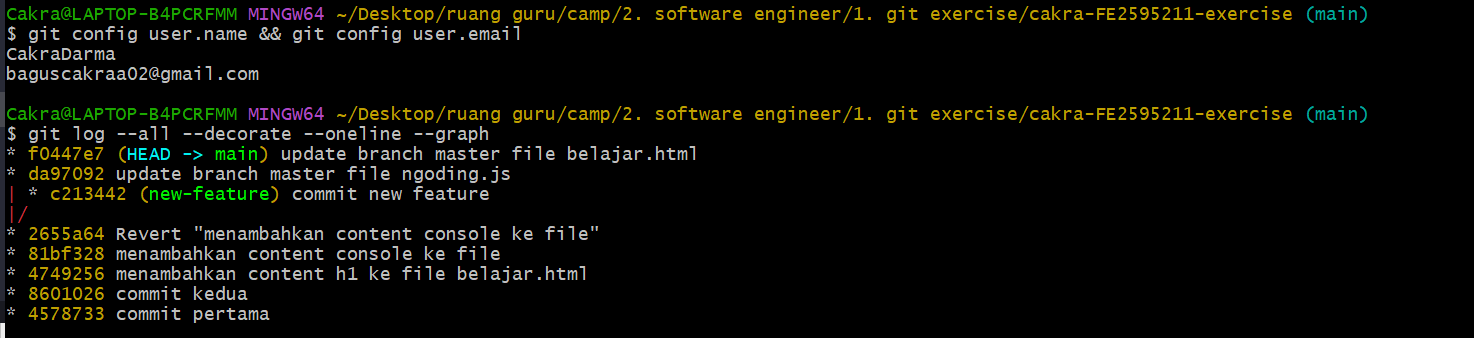 Cakra@LAPTOP-B4PCRFMM MINGW64 ~/Desktop/ruang guru/camp/2. software engineer/1. git exercise/cakra-FE2595211-exercise (main)
$ git config user.name && git config user.email
CakraDarma
baguscakraa02@gmail.com
Cakra@LAPTOP-B4PCRFMM MINGW64 ~/Desktop/ruang guru/camp/2. software engineer/1. git exercise/cakra-FE2595211-exercise (main)
$ git log --all --decorate --oneline --graph
* f0447e7 (HEAD -> main) update branch master file belajar.html
* da97092 update branch master file ngoding.js
| * c213442 (new-feature) commit new feature
|/
* 2655a64 Revert "menambahkan content console ke file"
* 81bf328 menambahkan content console ke file
* 4749256 menambahkan content h1 ke file belajar.html
* 8601026 commit kedua
* 4578733 commit pertama